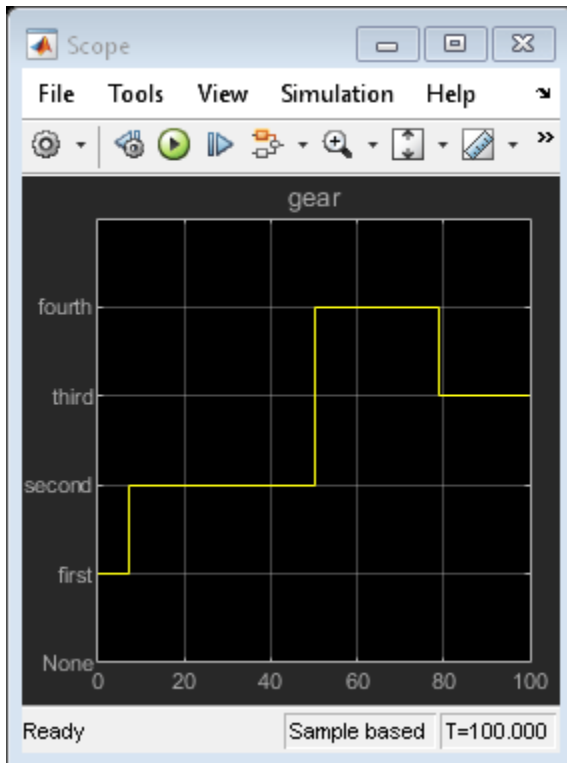 Scope
File Tools View Simulation Help
gear
fourth
third
second
first
None
0 20 40 60 80 100
Ready Sample based T=100.000